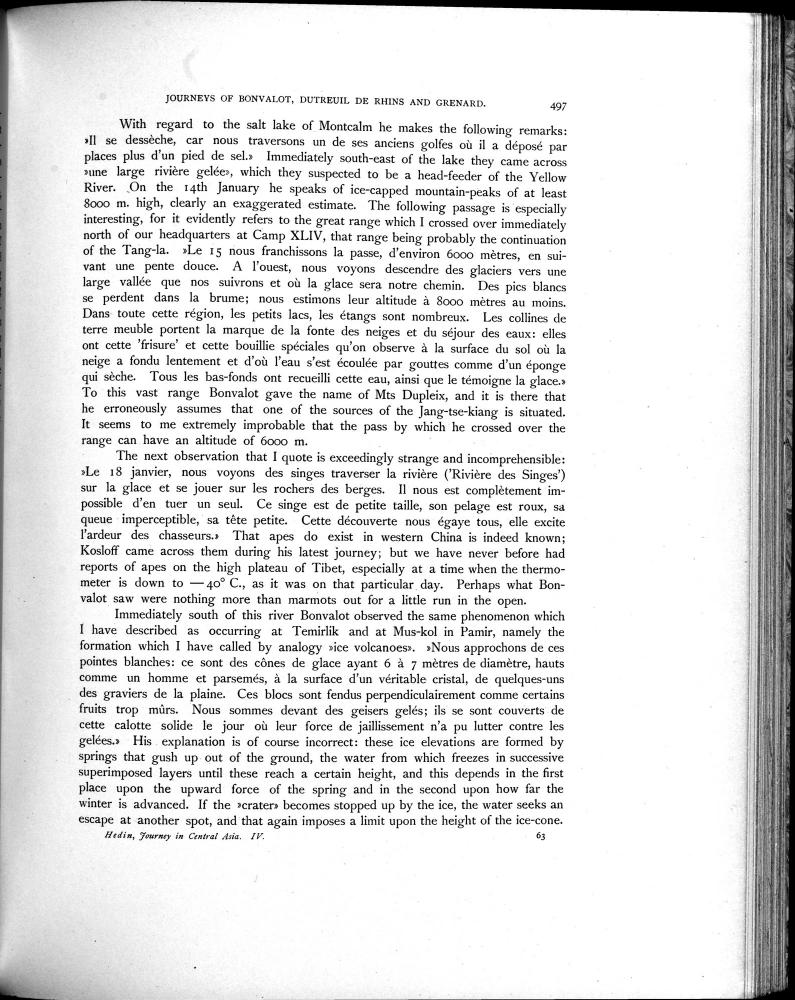 JOURNEYS OF BONVALOT, DUTREUIL DE RHINS AND GRENARD. 497
With regard to the salt lake of Montcalm he makes the following remarks:
»Il se dessèche, car nous traversons un de ses anciens golfes où il a déposé par
places plus d'un pied de sel.» Immediately south-east of the lake they came across
»une large rivière gelée», which they suspected to be a head-feeder of the Yellow
River. On the 14th January he speaks of ice-capped mountain-peaks of at least
8000 m. high, clearly an exaggerated estimate. The following passage is especially
interesting, for it evidently refers to the great range which I crossed over immediately
north of our headquarters at Camp XLIV, that range being probably the continuation
of the Tang-la. »Le 15 nous franchissons la passe, d'environ 6000 mètres, en sui-
vant une pente douce. A l'ouest, nous voyons descendre des glaciers vers une
large vallée que nos suivrons et où la glace sera notre chemin. Des pics blancs
se perdent dans la brume; nous estimons leur altitude à 8000 mètres au moins.
Dans toute cette région, les petits lacs, les étangs sont nombreux. Les collines de
terre meuble portent la marque de la fonte des neiges et du séjour des eaux: elles
ont cette 'frisure' et cette bouillie spéciales qu'on observe à la surface du sol où la
neige a fondu lentement et d'où l'eau s'est écoulée par gouttes comme d'un éponge
qui sèche. Tous les bas-fonds ont recueilli cette eau, ainsi que le témoigne la glace.»
To this vast range Bonvalot gave the name of Mts Dupleix, and it is there that
he erroneously assumes that one of the sources of the Jang-tse-kiang is situated.
It seems to me extremely improbable that the pass by which he crossed over the
range can have an altitude of 6000 m.
The next observation that I quote is exceedingly strange and incomprehensible:
»Le 18 janvier, nous voyons des singes traverser la rivière ('Rivière des Singes')
sur la glace et se jouer sur les rochers des berges. Il nous est complètement im-
possible d'en tuer un seul. Ce singe est de petite taille, son pelage est roux, sa
queue imperceptible, sa tête petite. Cette découverte nous égaye tous, elle excite
l'ardeur des chasseurs.» That apes do exist in western China is indeed known;
Kosloff came across them during his latest journey; but we have never before had
reports of apes on the high plateau of Tibet, especially at a time when the thermo-
meter is down to —40° C., as it was on that particular day. Perhaps what Bon-
valot saw were nothing more than marmots out for a little run in the open.
Immediately south of this river Bonvalot observed the same phenomenon which
I have described as occurring at Temirlik and at Mus-kol in Pamir, namely the
formation which I have called by analogy »ice volcanoes». »Nous approchons de ces
pointes blanches: ce sont des cônes de glace ayant 6 à 7 mètres de diamètre, hauts
comme un homme et parsemés, à la surface d'un véritable cristal, de quelques-uns
des graviers de la plaine. Ces blocs sont fendus perpendiculairement comme certains
fruits trop mûrs. Nous sommes devant des geisers gelés; ils se sont couverts de
cette calotte solide le jour où leur force de jaillissement n'a pu lutter contre les
gelées.» His explanation is of course incorrect: these ice elevations are formed by
springs that gush up out of the ground, the water from which freezes in successive
superimposed layers until these reach a certain height, and this depends in the first
place upon the upward force of the spring and in the second upon how far the
winter is advanced. If the »crater» becomes stopped up by the ice, the water seeks an
escape at another spot, and that again imposes a limit upon the height of the ice-cone.
Hedin, Journey in Central Asia. IV. 63